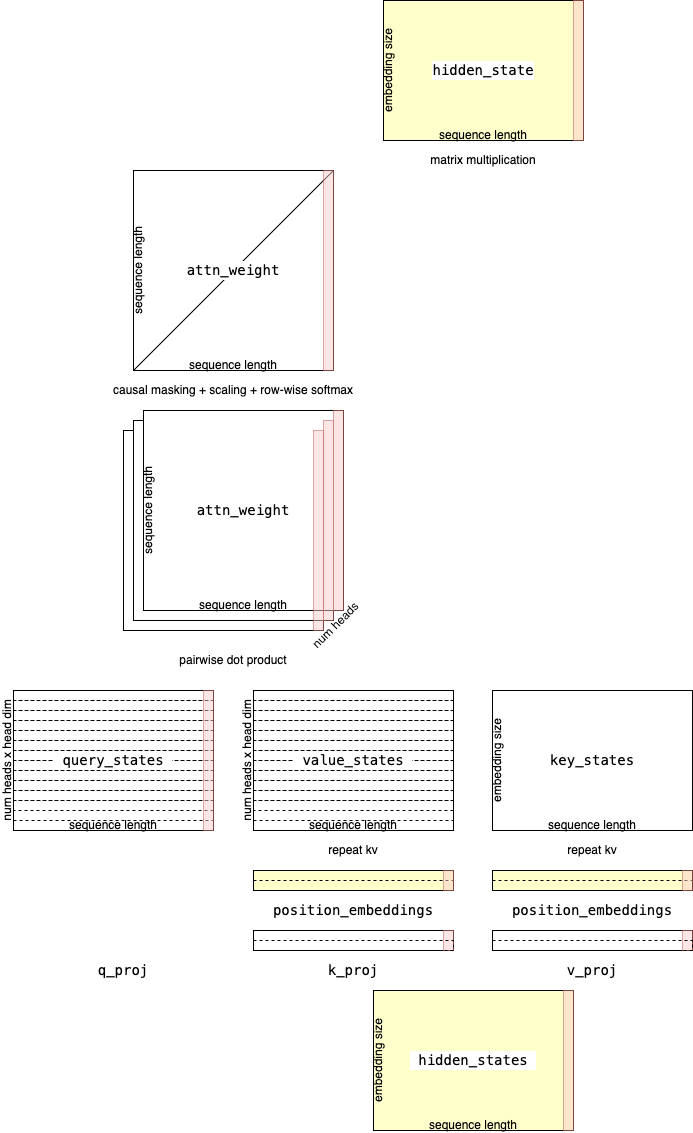 embedding size
hidden_state
sequence length
matrix multiplication
sequence length
attn_weight
sequence length
causal masking + scaling + row-wise softmax
sequence length
attn_weight
sequence length
num heads
pairwise dot product
num heads x head dim
query_states
sequence length
num heads x head dim
value_states
sequence length
embedding size
key_states
sequence length
repeat kv
repeat kv
position_embeddings
position_embeddings
q_proj
k_proj
v_proj
embedding size
hidden_states
sequence length